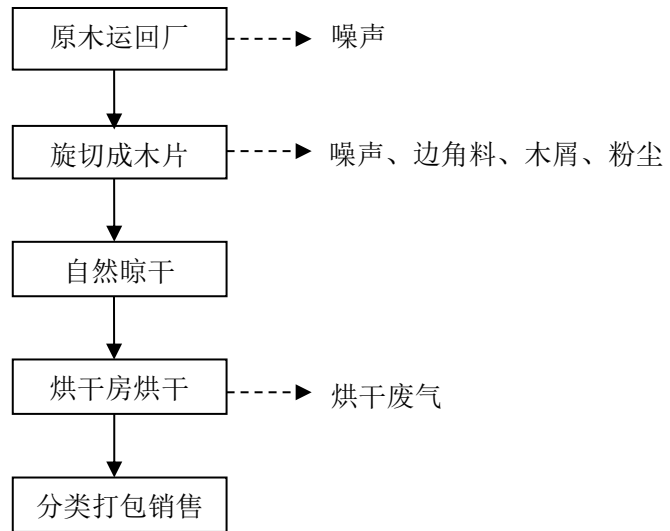 原木运回厂
噪声
旋切成木片
噪声、边角料、木屑、粉尘
自然晾干
烘干房烘干
烘干废气
分类打包销售